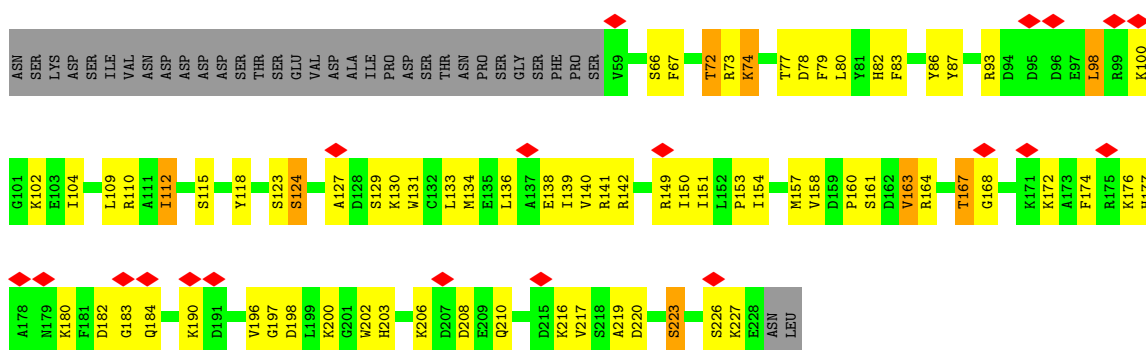 ASN SER LYS ASP SER ILE VAL ASN ASP ASP ASP ASP SER THR SER GLU VAL ASP ALA ILE PRO ASP SER THR ASN PRO SER GLY SER PHE PRO SER V59 S66 F67 T72 R73 K74 T77 D78 F79 L80 Y81 H82 F83 Y86 Y87 R93 D94 D95 D96 E97 L98 R99 K100
G101 K102 E103 I104 L109 R110 A111 I112 S115 Y118 S123 S124 A127 D128 S129 K130 W131 C132 L133 M134 E135 L136 A137 E138 I139 V140 R141 R142 R149 I150 I151 L152 P153 I154 M157 V158 D159 P160 S161 D162 V163 R164 T167 G168 K171 K172 A173 F174 R175 K176 H177
A178 N179 K180 F181 D182 G183 Q184 K190 D191 V196 G197 D198 L199 K200 G201 W202 H203 K206 D207 D208 E209 Q210 D215 K216 V217 S218 A219 D220 S223 S226 K227 E228 ASN LEU